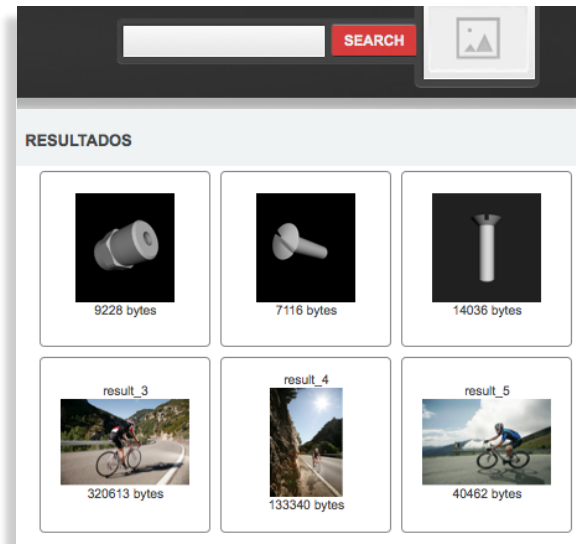 SEARCH
RESULTADOS
9228 bytes
7116 bytes
14036 bytes
result_3
320613 bytes
result_4
133340 bytes
result_5
40462 bytes